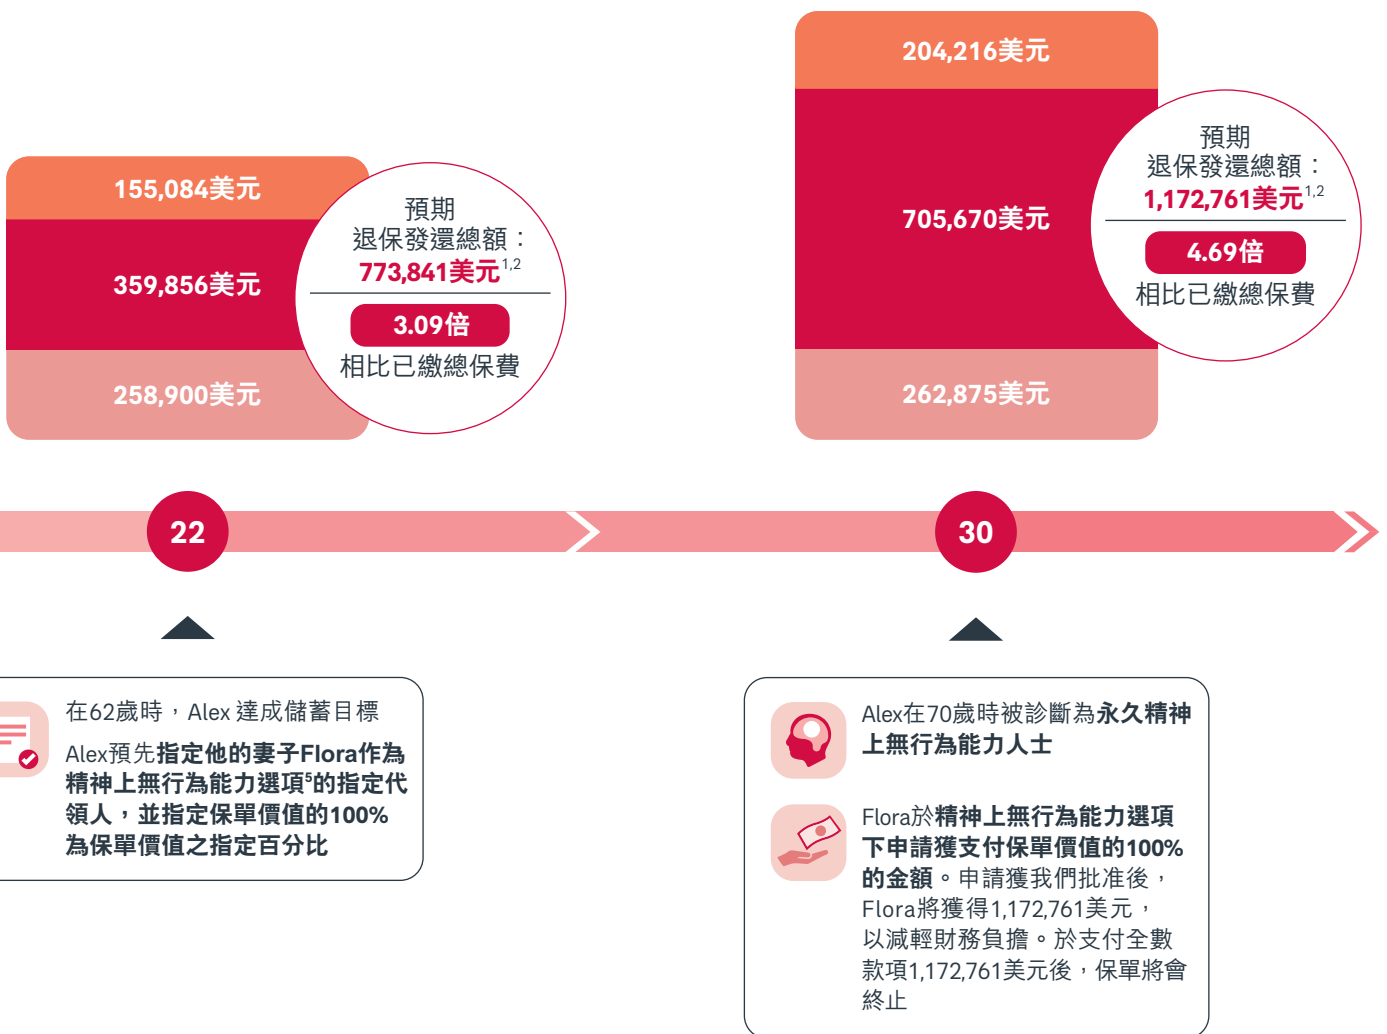 155,084美元
359,856美元
258,900美元
預期
退保發還總額：
773,841美元1,2
3.09倍
相比已繳總保費
204,216美元
705,670美元
262,875美元
預期
退保發還總額：
1,172,761美元1,2
4.69倍
相比已繳總保費
22
30
在62歲時，Alex 達成儲蓄目標
Alex預先指定他的妻子Flora作為
精神上無行為能力選項5的指定代
領人，並指定保單價值的100%
為保單價值之指定百分比
Alex在70歲時被診斷為永久精神
上無行為能力人士
Flora於精神上無行為能力選項
下申請獲支付保單價值的100%
的金額。申請獲我們批准後，
Flora將獲得1,172,761美元，
以減輕財務負擔。於支付全數
款項1,172,761美元後，保單將會
終止